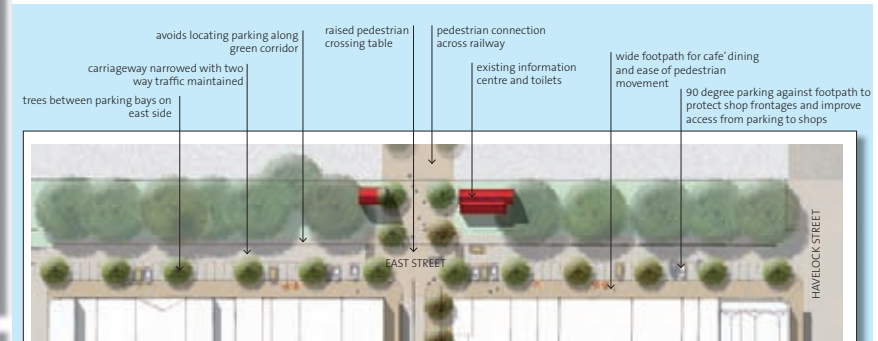 avoids locating parking along
green corridor
carriageway narrowed with two
way traffic maintained
trees between parking bays on
east side
raised pedestrian
crossing table
pedestrian connection
across railway
existing information
centre and toilets
wide footpath for cafe' dining
and ease of pedestrian
movement
90 degree parking against footpath to
protect shop frontages and improve
access from parking to shops
EAST STREET
HAVELOCK STREET